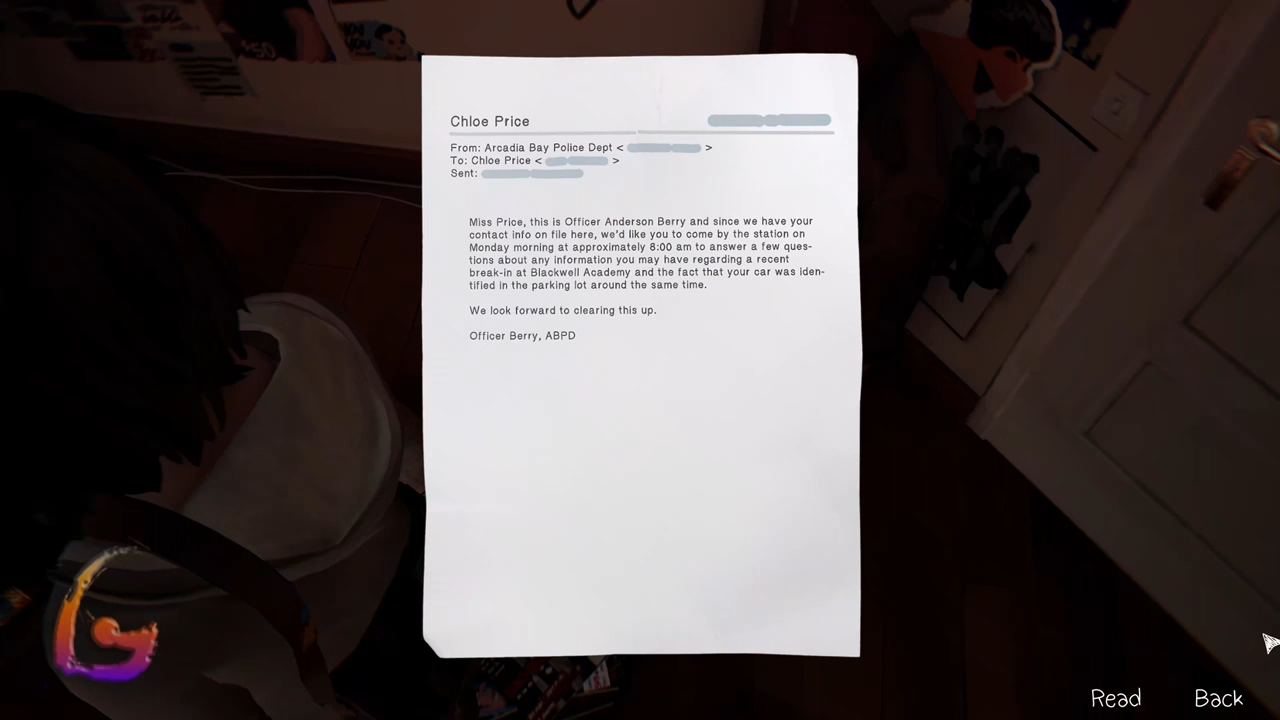 Chloe Price
From: Arcadia Bay Police Dept < >
To: Chloe Price < >
Sent:
Miss Price, this is Officer Anderson Berry and since we have your
contact info on file here, we'd like you to come by the station on
Monday morning at approximately 8:00 am to answer a few ques-
tions about any information you may have regarding a recent
break-in at Blackwell Academy and the fact that your car was iden-
tified in the parking lot around the same time.
We look forward to clearing this up.
Officer Berry, ABPD
Read Back